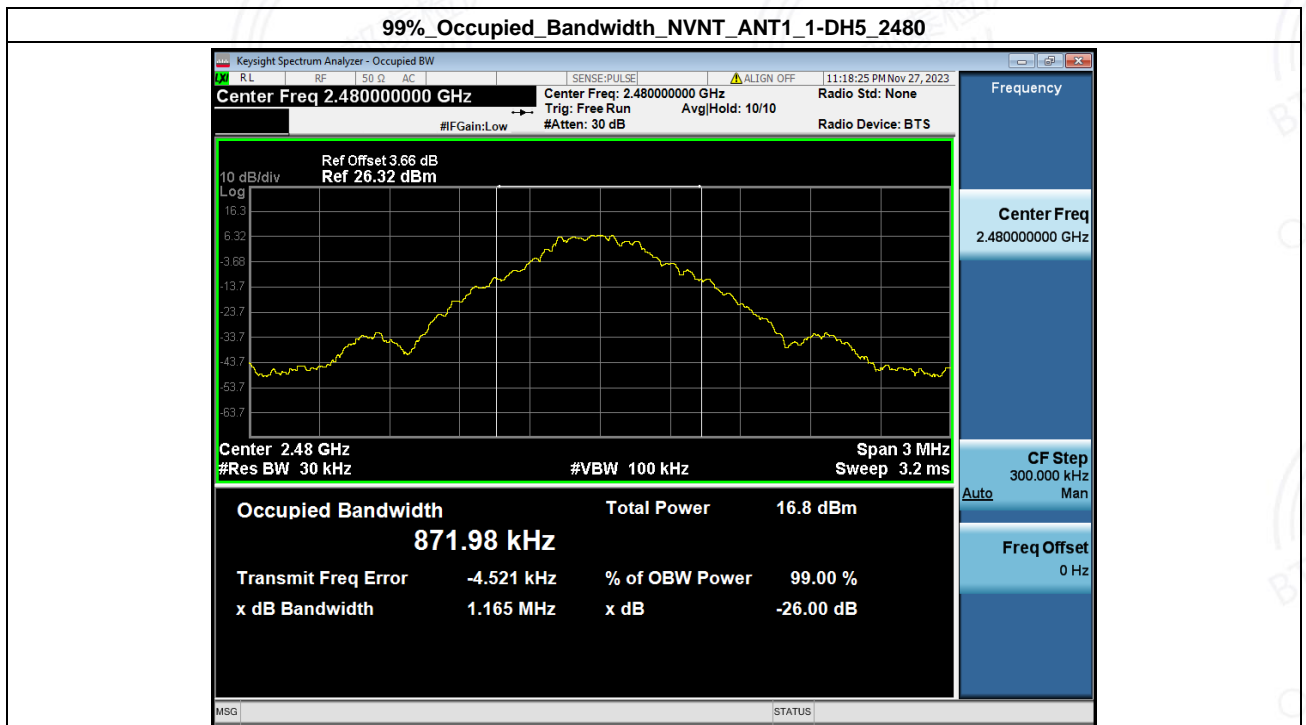 99%_Occupied_Bandwidth_NVNT_ANT1_1-DH5_2480
Keysight Spectrum Analyzer - Occupied BW
LXI RL RF 50 Ω AC SENSE:PULSE ALIGN OFF 11:18:25 PM Nov 27, 2023
Center Freq 2.480000000 GHz
Center Freq: 2.480000000 GHz Radio Std: None
Trig: Free Run Avg|Hold: 10/10
#IFGain:Low #Atten: 30 dB Radio Device: BTS
Ref Offset 3.66 dB
10 dB/div Ref 26.32 dBm
Log
16.3
6.32
-3.68
-13.7
-23.7
-33.7
-43.7
-53.7
-63.7
Center 2.48 GHz Span 3 MHz
#Res BW 30 kHz #VBW 100 kHz Sweep 3.2 ms
Occupied Bandwidth Total Power 16.8 dBm
871.98 kHz
Transmit Freq Error -4.521 kHz % of OBW Power 99.00 %
x dB Bandwidth 1.165 MHz x dB -26.00 dB
MSG STATUS
Frequency
Center Freq
2.480000000 GHz
CF Step
300.000 kHz
Auto Man
Freq Offset
0 Hz